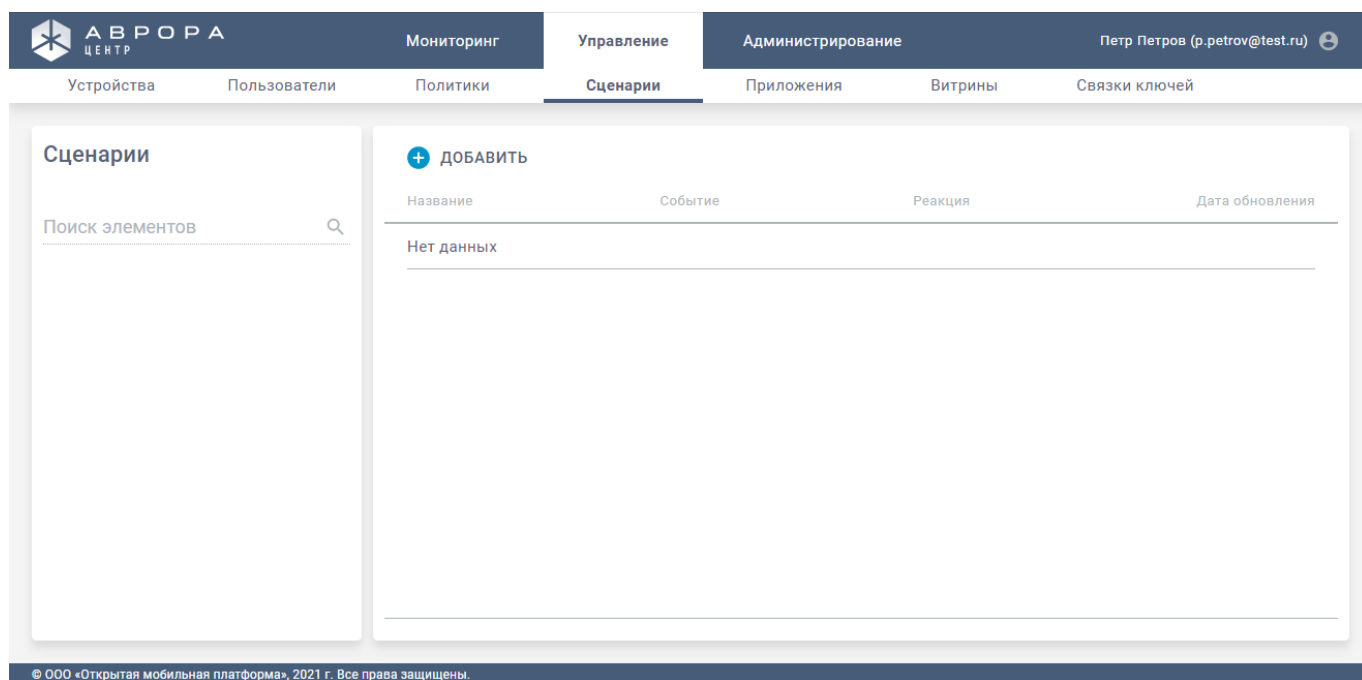 АВРОРА
ЦЕНТР
Мониторинг Управление Администрирование Петр Петров (p.petrov@test.ru)
Устройства Пользователи Политики Сценарии Приложения Витрины Связки ключей
Сценарии
ДОБАВИТЬ
Название Событие Реакция Дата обновления
Поиск элементов
Нет данных
© ООО «Открытая мобильная платформа», 2021 г. Все права защищены.